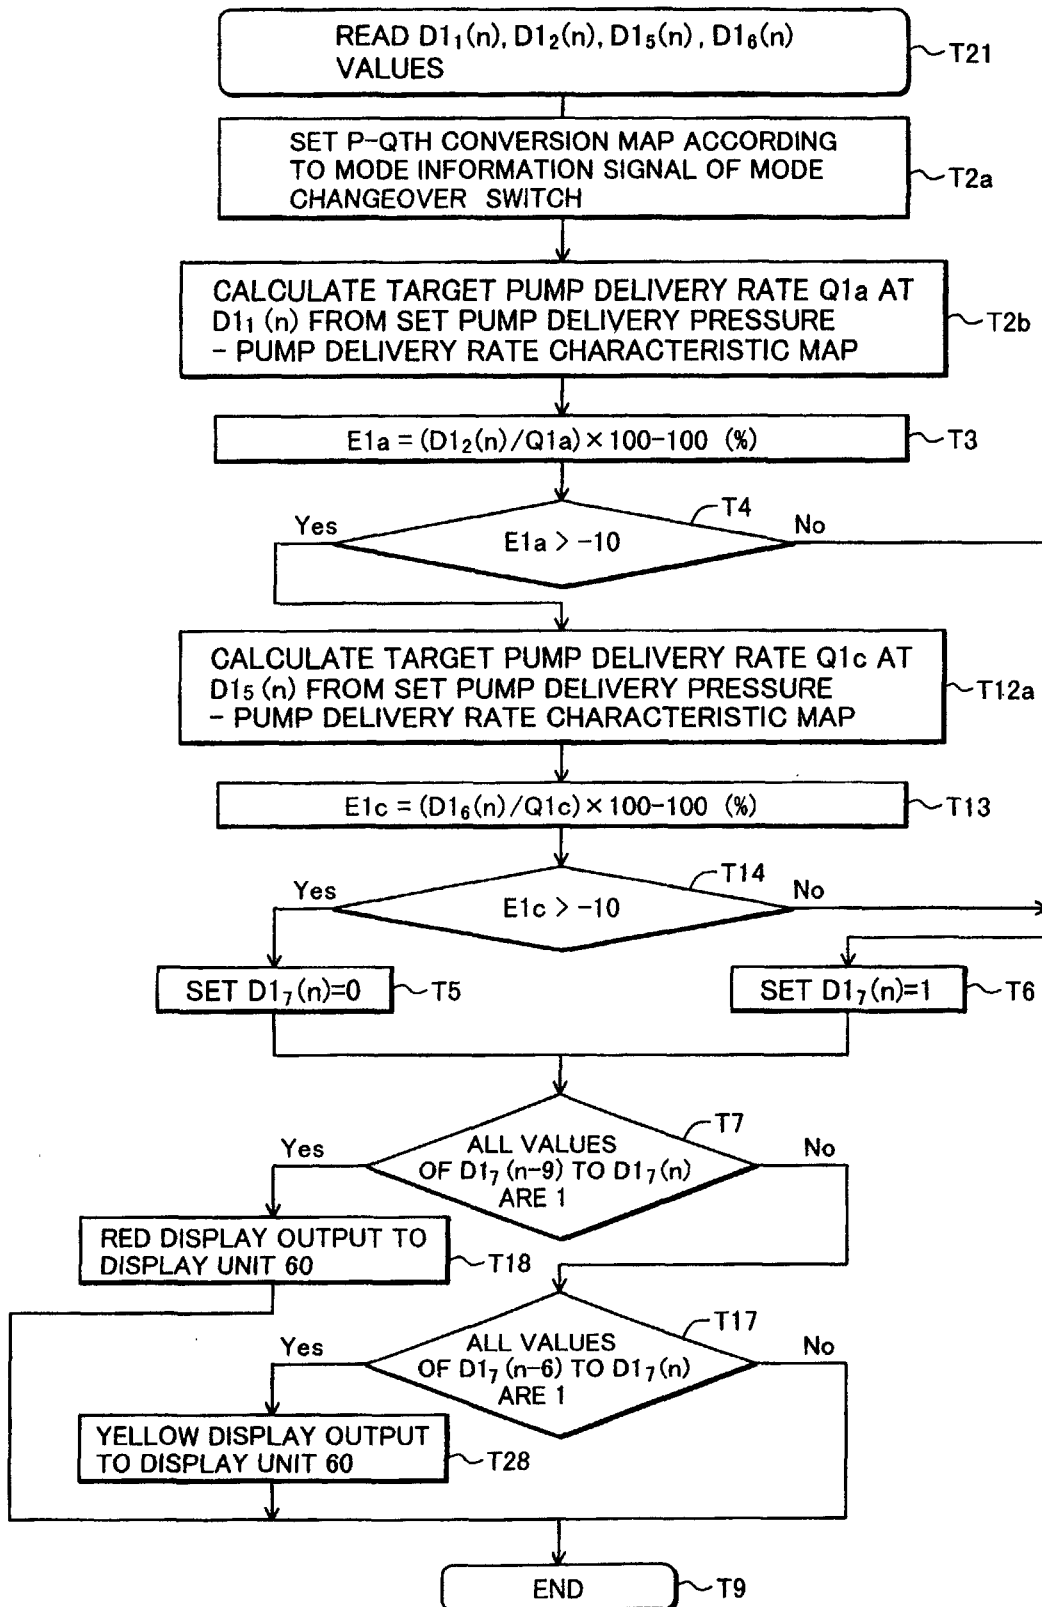 READ D1₁(n), D1₂(n), D1₅(n), D1₆(n)
VALUES
T21
SET P-QTH CONVERSION MAP ACCORDING
TO MODE INFORMATION SIGNAL OF MODE
CHANGEOVER SWITCH
T2a
CALCULATE TARGET PUMP DELIVERY RATE Q1a AT
D1₁(n) FROM SET PUMP DELIVERY PRESSURE
- PUMP DELIVERY RATE CHARACTERISTIC MAP
T2b
E1a = (D1₂(n)/Q1a)×100-100 (%)
T3
T4
Yes
No
E1a > -10
CALCULATE TARGET PUMP DELIVERY RATE Q1c AT
D1₅(n) FROM SET PUMP DELIVERY PRESSURE
- PUMP DELIVERY RATE CHARACTERISTIC MAP
T12a
E1c = (D1₆(n)/Q1c)×100-100 (%)
T13
T14
Yes
No
E1c > -10
SET D1₇(n)=0
T5
SET D1₇(n)=1
T6
T7
Yes
No
ALL VALUES
OF D1₇(n-9) TO D1₇(n)
ARE 1
RED DISPLAY OUTPUT TO
DISPLAY UNIT 60
T18
T17
Yes
No
ALL VALUES
OF D1₇(n-6) TO D1₇(n)
ARE 1
YELLOW DISPLAY OUTPUT
TO DISPLAY UNIT 60
T28
END
T9